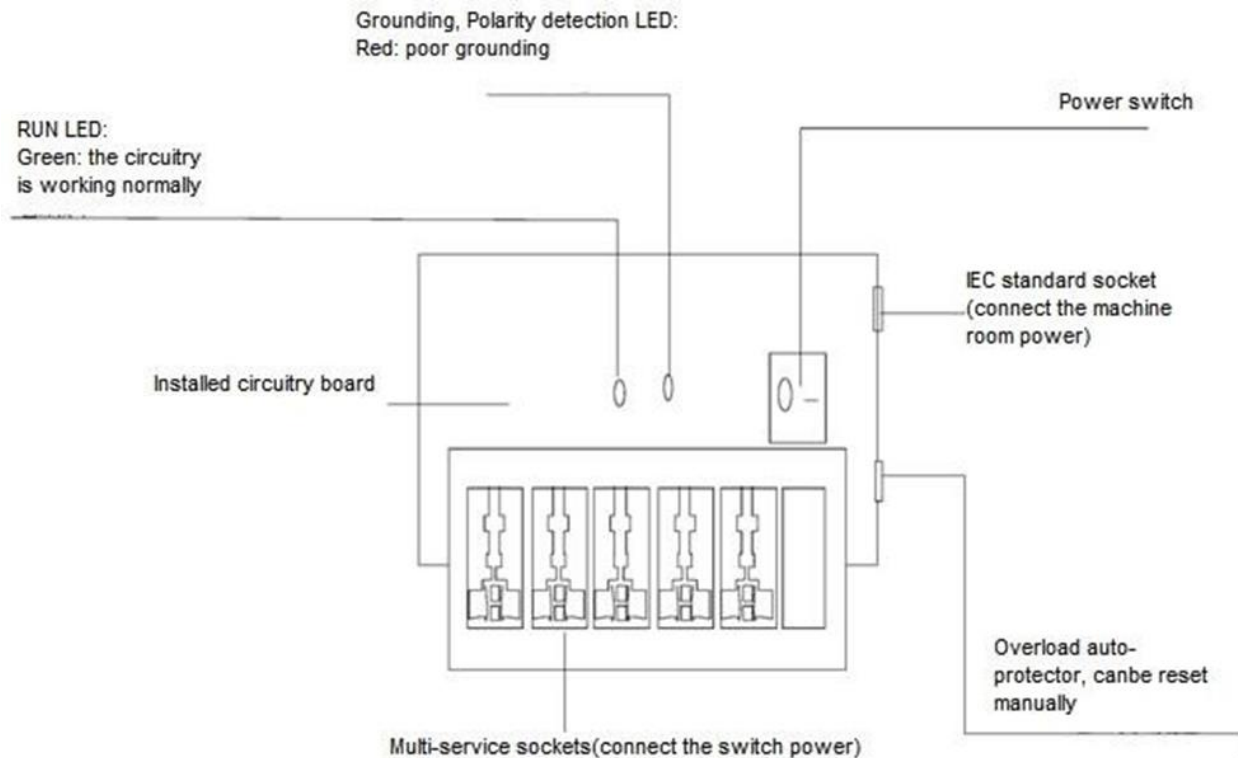 Grounding, Polarity detection LED:
Red: poor grounding
Power switch
RUN LED:
Green: the circuitry
is working normally
IEC standard socket
(connect the machine
room power)
Installed circuitry board
Overload auto-
protector, canbe reset
manually
Multi-service sockets(connect the switch power)